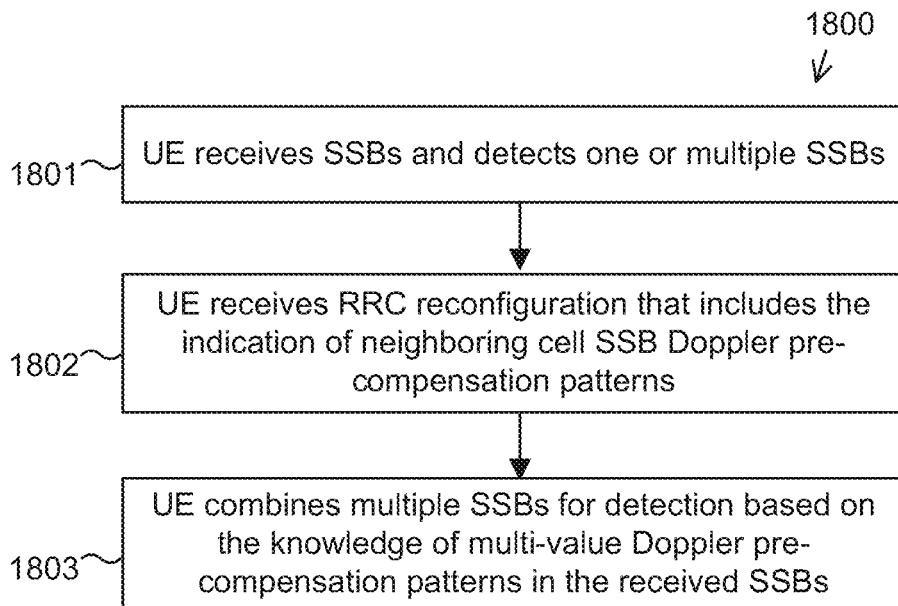 1800
1801
UE receives SSBs and detects one or multiple SSBs
UE receives RRC reconfiguration that includes the
1802
indication of neighboring cell SSB Doppler pre-
compensation patterns
UE combines multiple SSBs for detection based on
the knowledge of multi-value Doppler pre-
1803
compensation patterns in the received SSBs